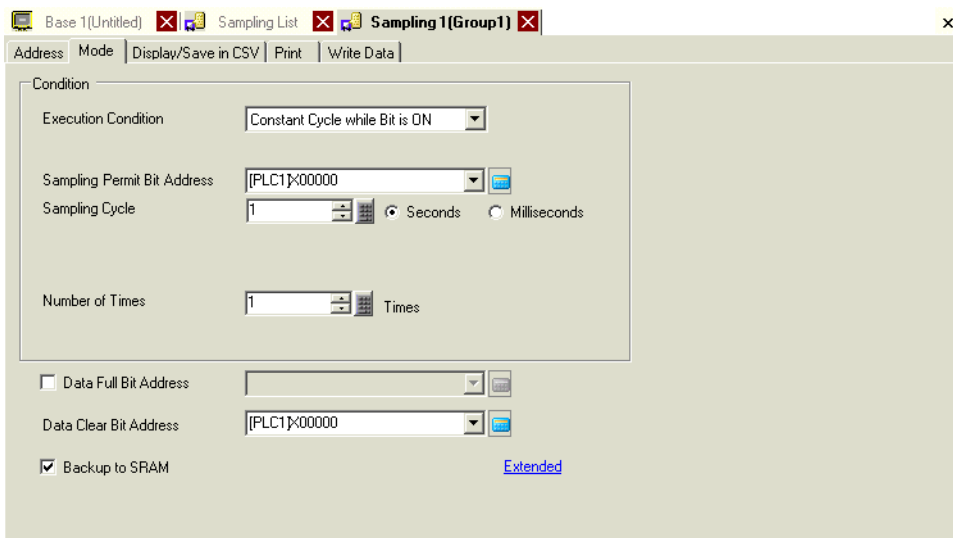 Base 1(Untitled) Sampling List Sampling 1(Group1)
Address Mode Display/Save in CSV Print Write Data
Condition
Execution Condition Constant Cycle while Bit is ON
Sampling Permit Bit Address [PLC1]X00000
Sampling Cycle 1 Seconds Milliseconds
Number of Times 1 Times
Data Full Bit Address
Data Clear Bit Address [PLC1]X00000
Backup to SRAM Extended